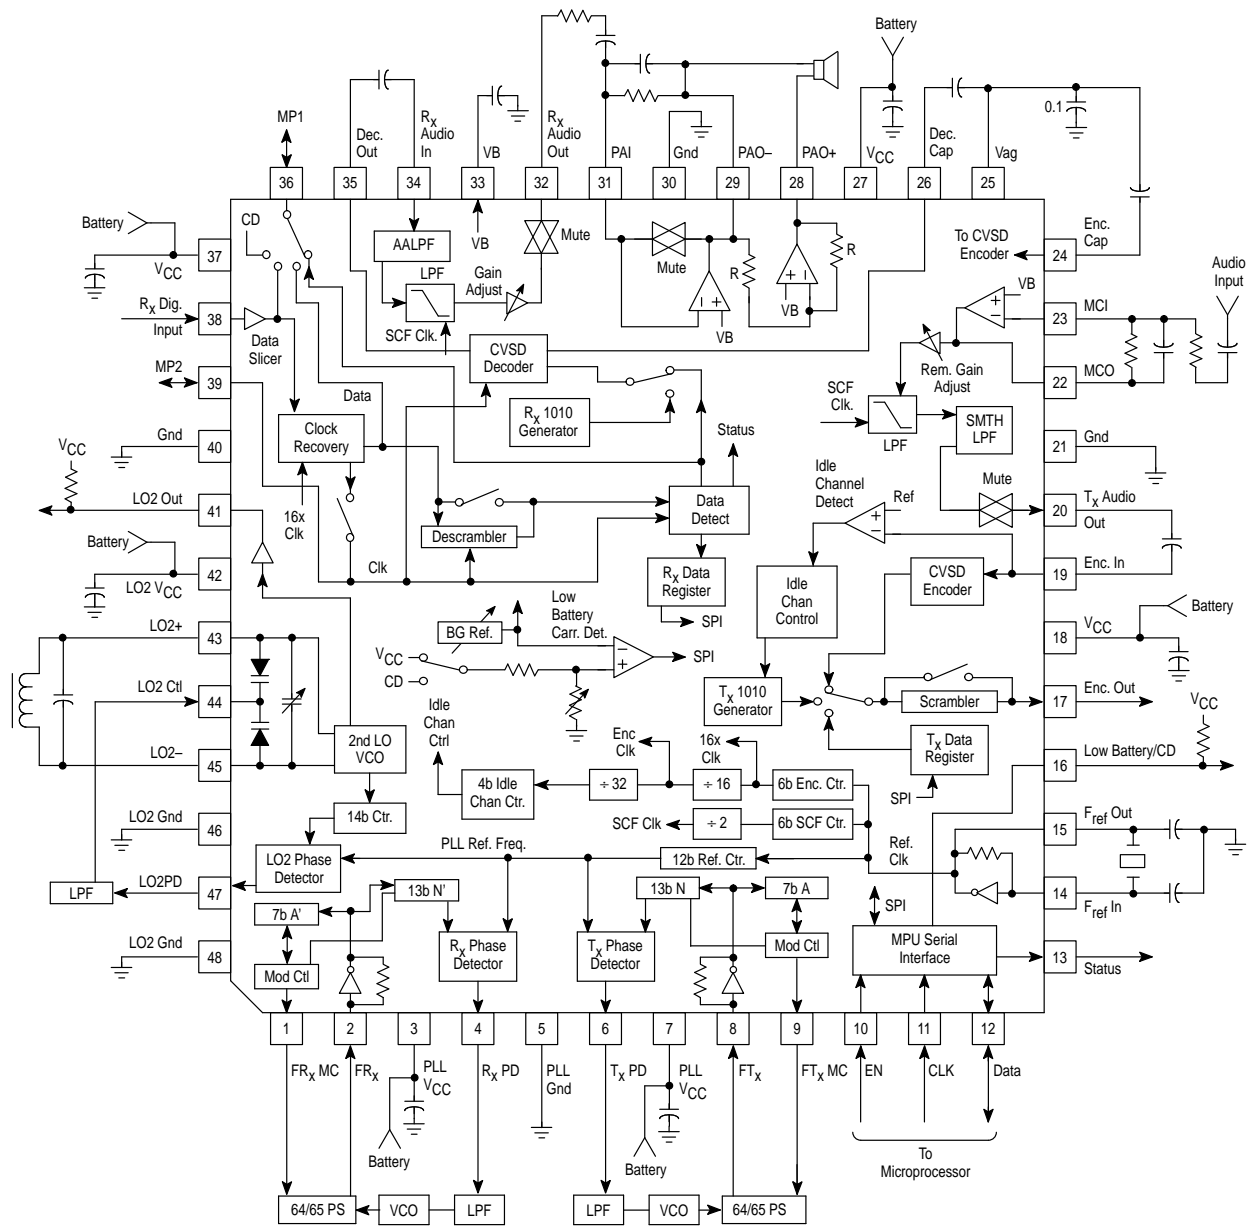 Battery
MP1
Dec.
Out
Rx
Audio
In
VB
Rx
Audio
Out
PAI
Gnd
PAO–
PAO+
VCC
Dec.
Cap
Vag
0.1
36
35
34
33
32
31
30
29
28
27
26
25
Battery
VCC
37
CD
AALPF
VB
Mute
LPF
Gain
Adjust
SCF Clk.
Mute
VB
R
VB
R
To CVSD
Encoder
24
Enc.
Cap
Audio
Input
Rx Dig.
Input
38
Data
Slicer
VB
23
MCI
MP2
39
Data
CVSD
Decoder
Rem. Gain
Adjust
22
MCO
Rx 1010
Generator
Status
SCF
Clk.
LPF
SMTH
LPF
Gnd
40
Clock
Recovery
21
Gnd
VCC
LO2 Out
41
16x
Clk
Descrambler
Data
Detect
Idle
Channel
Detect
Ref
Mute
20
Tx Audio
Out
Battery
LO2 VCC
42
Clk
Rx Data
Register
SPI
Idle
Chan
Control
CVSD
Encoder
19
Enc. In
LO2+
43
BG Ref.
Low
Battery
Carr. Det.
–
+
SPI
VCC
CD
18
VCC
Battery
LO2 Ctl
44
Idle
Chan
Ctrl
Tx 1010
Generator
Scrambler
17
Enc. Out
VCC
LO2–
45
2nd LO
VCO
Enc
Clk
16x
Clk
Tx Data
Register
SPI
16
Low Battery/CD
4b Idle
Chan Ctr.
÷ 32
÷ 16
6b Enc. Ctr.
LO2 Gnd
46
14b Ctr.
SCF Clk
÷ 2
6b SCF Ctr.
15
Fref Out
LO2 Phase
Detector
PLL Ref. Freq.
12b Ref. Ctr.
Ref.
Clk
LPF
LO2PD
47
13b N'
13b N
7b A
SPI
14
Fref In
7b A'
LO2 Gnd
48
Mod Ctl
Rx Phase
Detector
Tx Phase
Detector
Mod Ctl
MPU Serial
Interface
13
Status
1
2
3
4
5
6
7
8
9
10
11
12
FRx MC
FRx
PLL
VCC
Rx PD
PLL
Gnd
Tx PD
PLL
VCC
FTx
FTx MC
EN
CLK
Data
Battery
Battery
To
Microprocessor
64/65 PS
VCO
LPF
LPF
VCO
64/65 PS